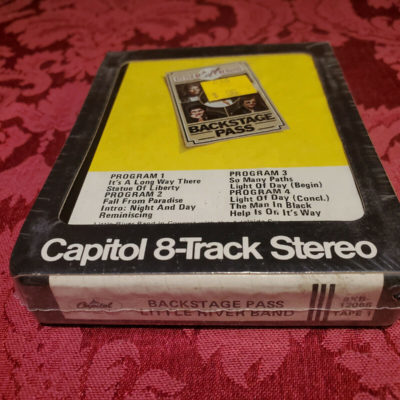 BACKSTAGE
PASS
PROGRAM 1
It's A Long Way There
Statue Of Liberty
PROGRAM 2
Fall From Paradise
Intro: Night And Day
Reminiscing
PROGRAM 3
So Many Paths
Light Of Day (Begin)
PROGRAM 4
Light Of Day (Concl.)
The Man In Black
Help Is On It's Way
Capitol 8-Track Stereo
Capitol
BACKSTAGE PASS
LITTLE RIVER BAND
TAPE 1